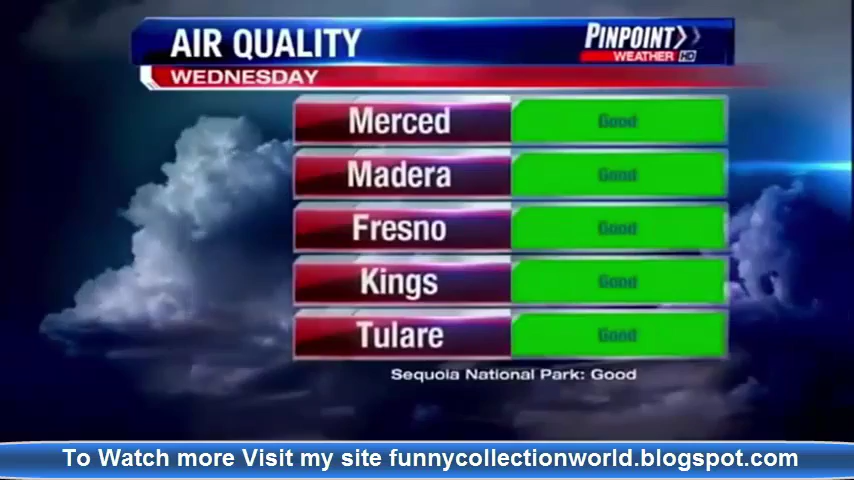 AIR QUALITY
PINPOINT
WEATHER HD
WEDNESDAY
Merced Good
Madera Good
Fresno Good
Kings Good
Tulare Good
Sequoia National Park: Good
To Watch more Visit my site funnycollectionworld.blogspot.com